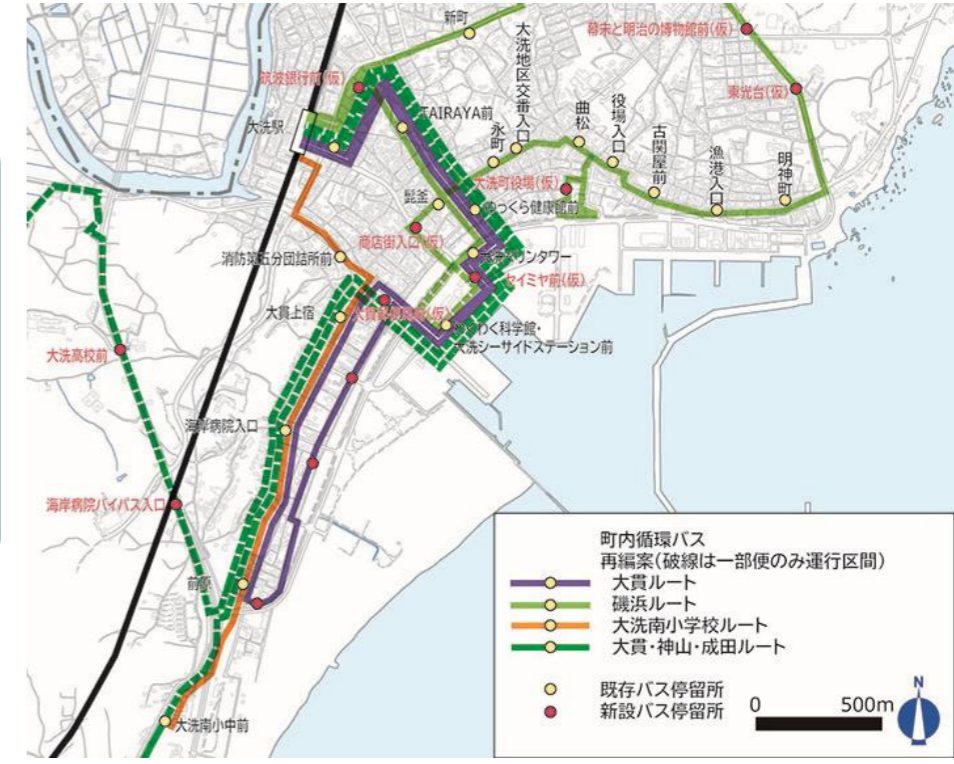 新町
幕末と明治の博物館前(仮)
大洗地区交番入口
筑波銀行前(仮)
東光台(仮)
曲松
役場入口
TAIRAYA前
大洗駅
永町
古関屋前
漁港入口
明神町
大洗町役場(仮)
髭釜
ゆっくら健康館前
商店街入口(仮)
大洗マリンタワー
消防第五分団詰所前
セイミヤ前(仮)
大貫上宿
わくわく科学館・
大洗シーサイドステーション前
大洗高校前
海岸病院入口
海岸病院バイパス入口
前原
大洗南小中前
町内循環バス
再編案(破線は一部便のみ運行区間)
大貫ルート
磯浜ルート
大洗南小学校ルート
大貫・神山・成田ルート
既存バス停留所
新設バス停留所
0 500m
N